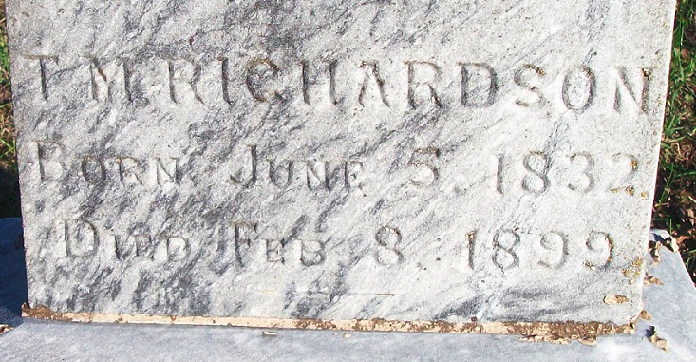 T M. RICHARDSON
BORN JUNE 5. 1832
DIED FEB. 8. 1899